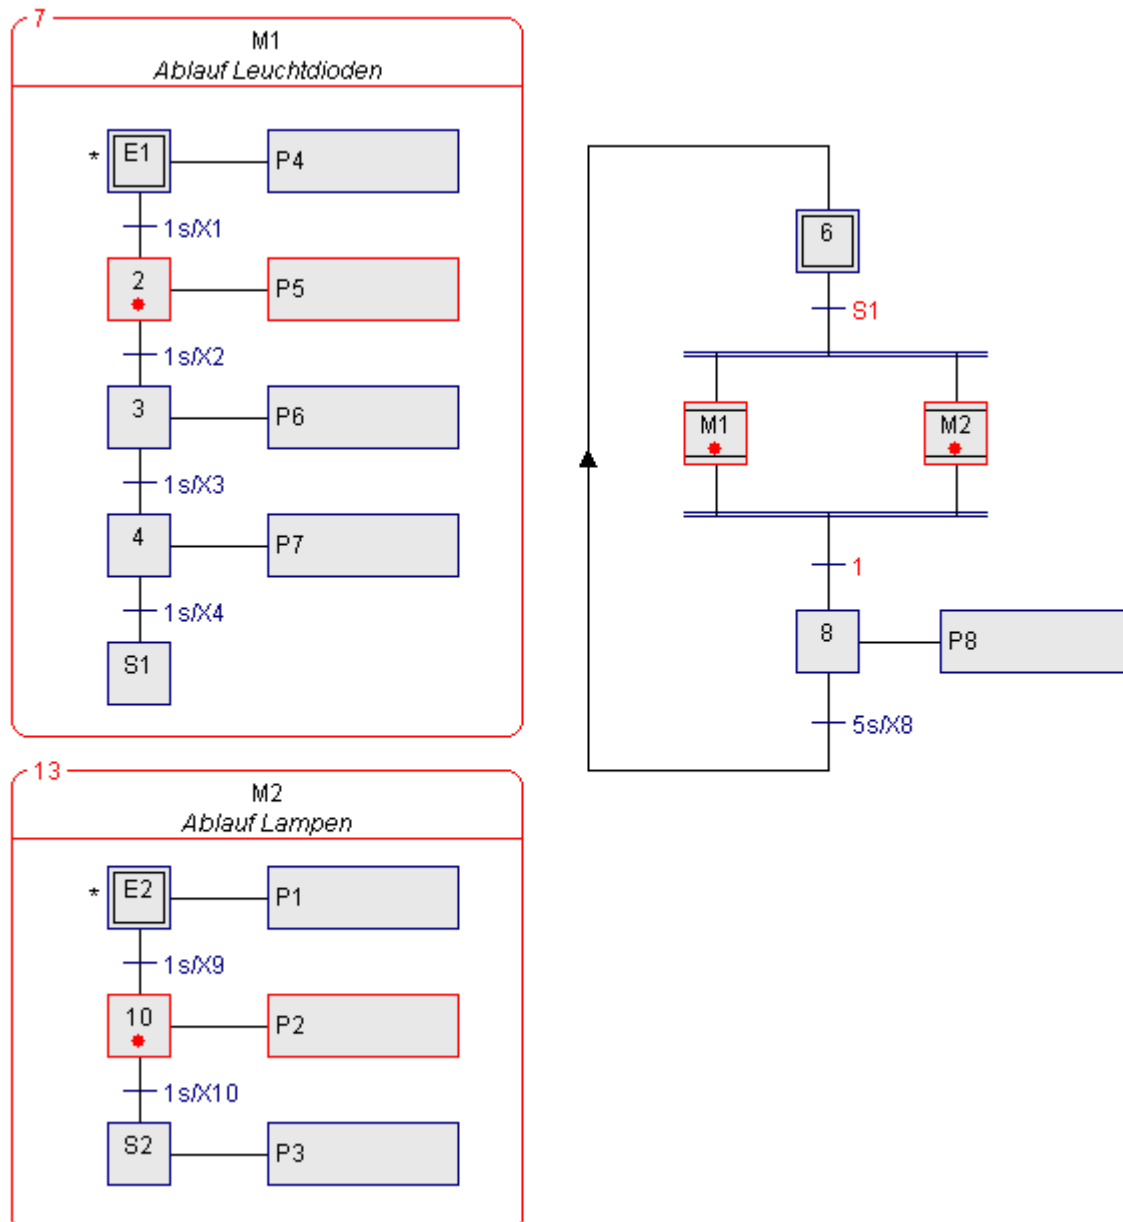 7
M1
Ablauf Leuchtdioden
* E1 P4
1s/X1
2 P5
1s/X2
3 P6
1s/X3
4 P7
1s/X4
S1
13
M2
Ablauf Lampen
* E2 P1
1s/X9
10 P2
1s/X10
S2 P3
6
S1
M1 M2
1
8 P8
5s/X8